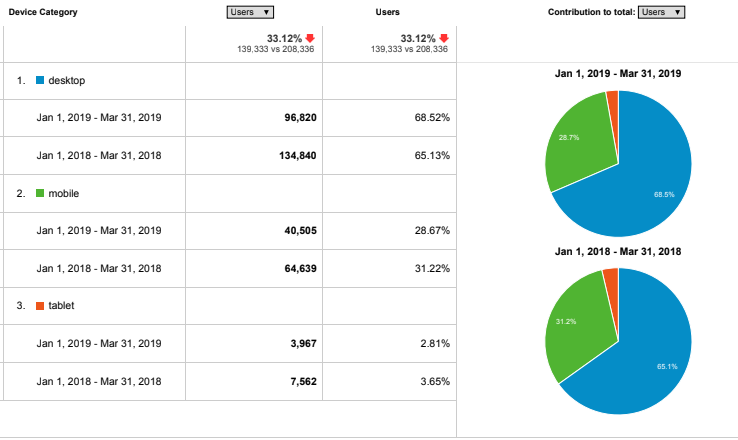 Device Category Users ▼ Users Contribution to total: Users ▼
33.12% 33.12%
139,333 vs 208,336 139,333 vs 208,336
1. desktop
Jan 1, 2019 - Mar 31, 2019 96,820 68.52%
Jan 1, 2018 - Mar 31, 2018 134,840 65.13%
2. mobile
Jan 1, 2019 - Mar 31, 2019 40,505 28.67%
Jan 1, 2018 - Mar 31, 2018 64,639 31.22%
3. tablet
Jan 1, 2019 - Mar 31, 2019 3,967 2.81%
Jan 1, 2018 - Mar 31, 2018 7,562 3.65%
Jan 1, 2019 - Mar 31, 2019
28.7%
68.5%
Jan 1, 2018 - Mar 31, 2018
31.2%
65.1%